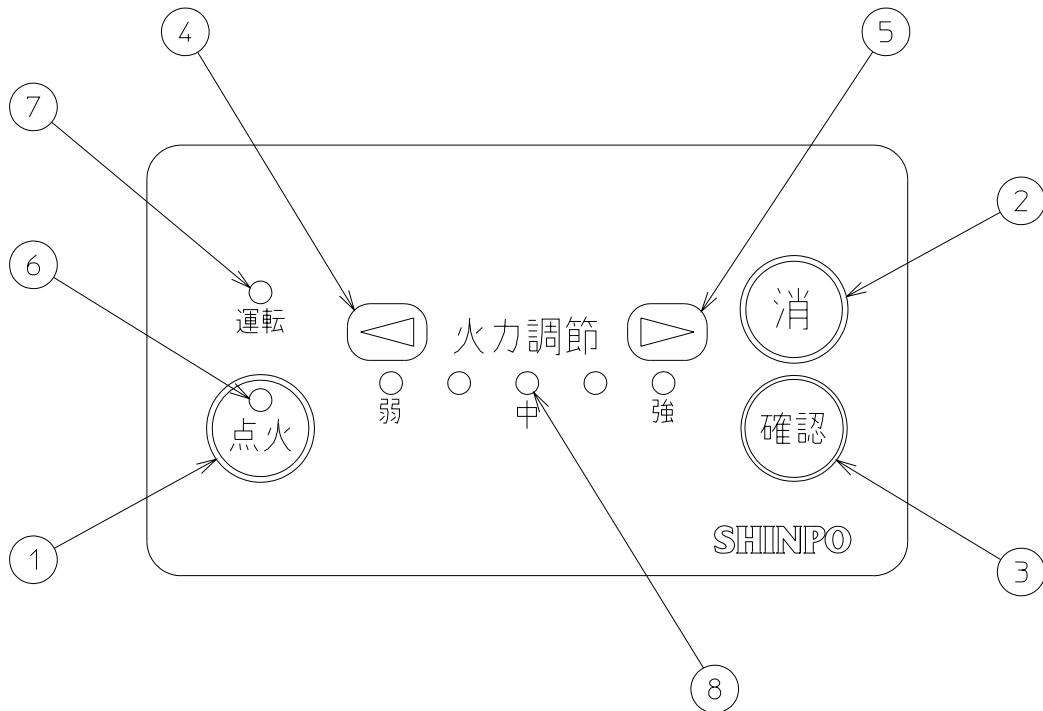 ④
⑤
⑦
②
⑥
運転
火力調節
消
弱
中
強
点火
確認
SHINPO
①
③
⑧